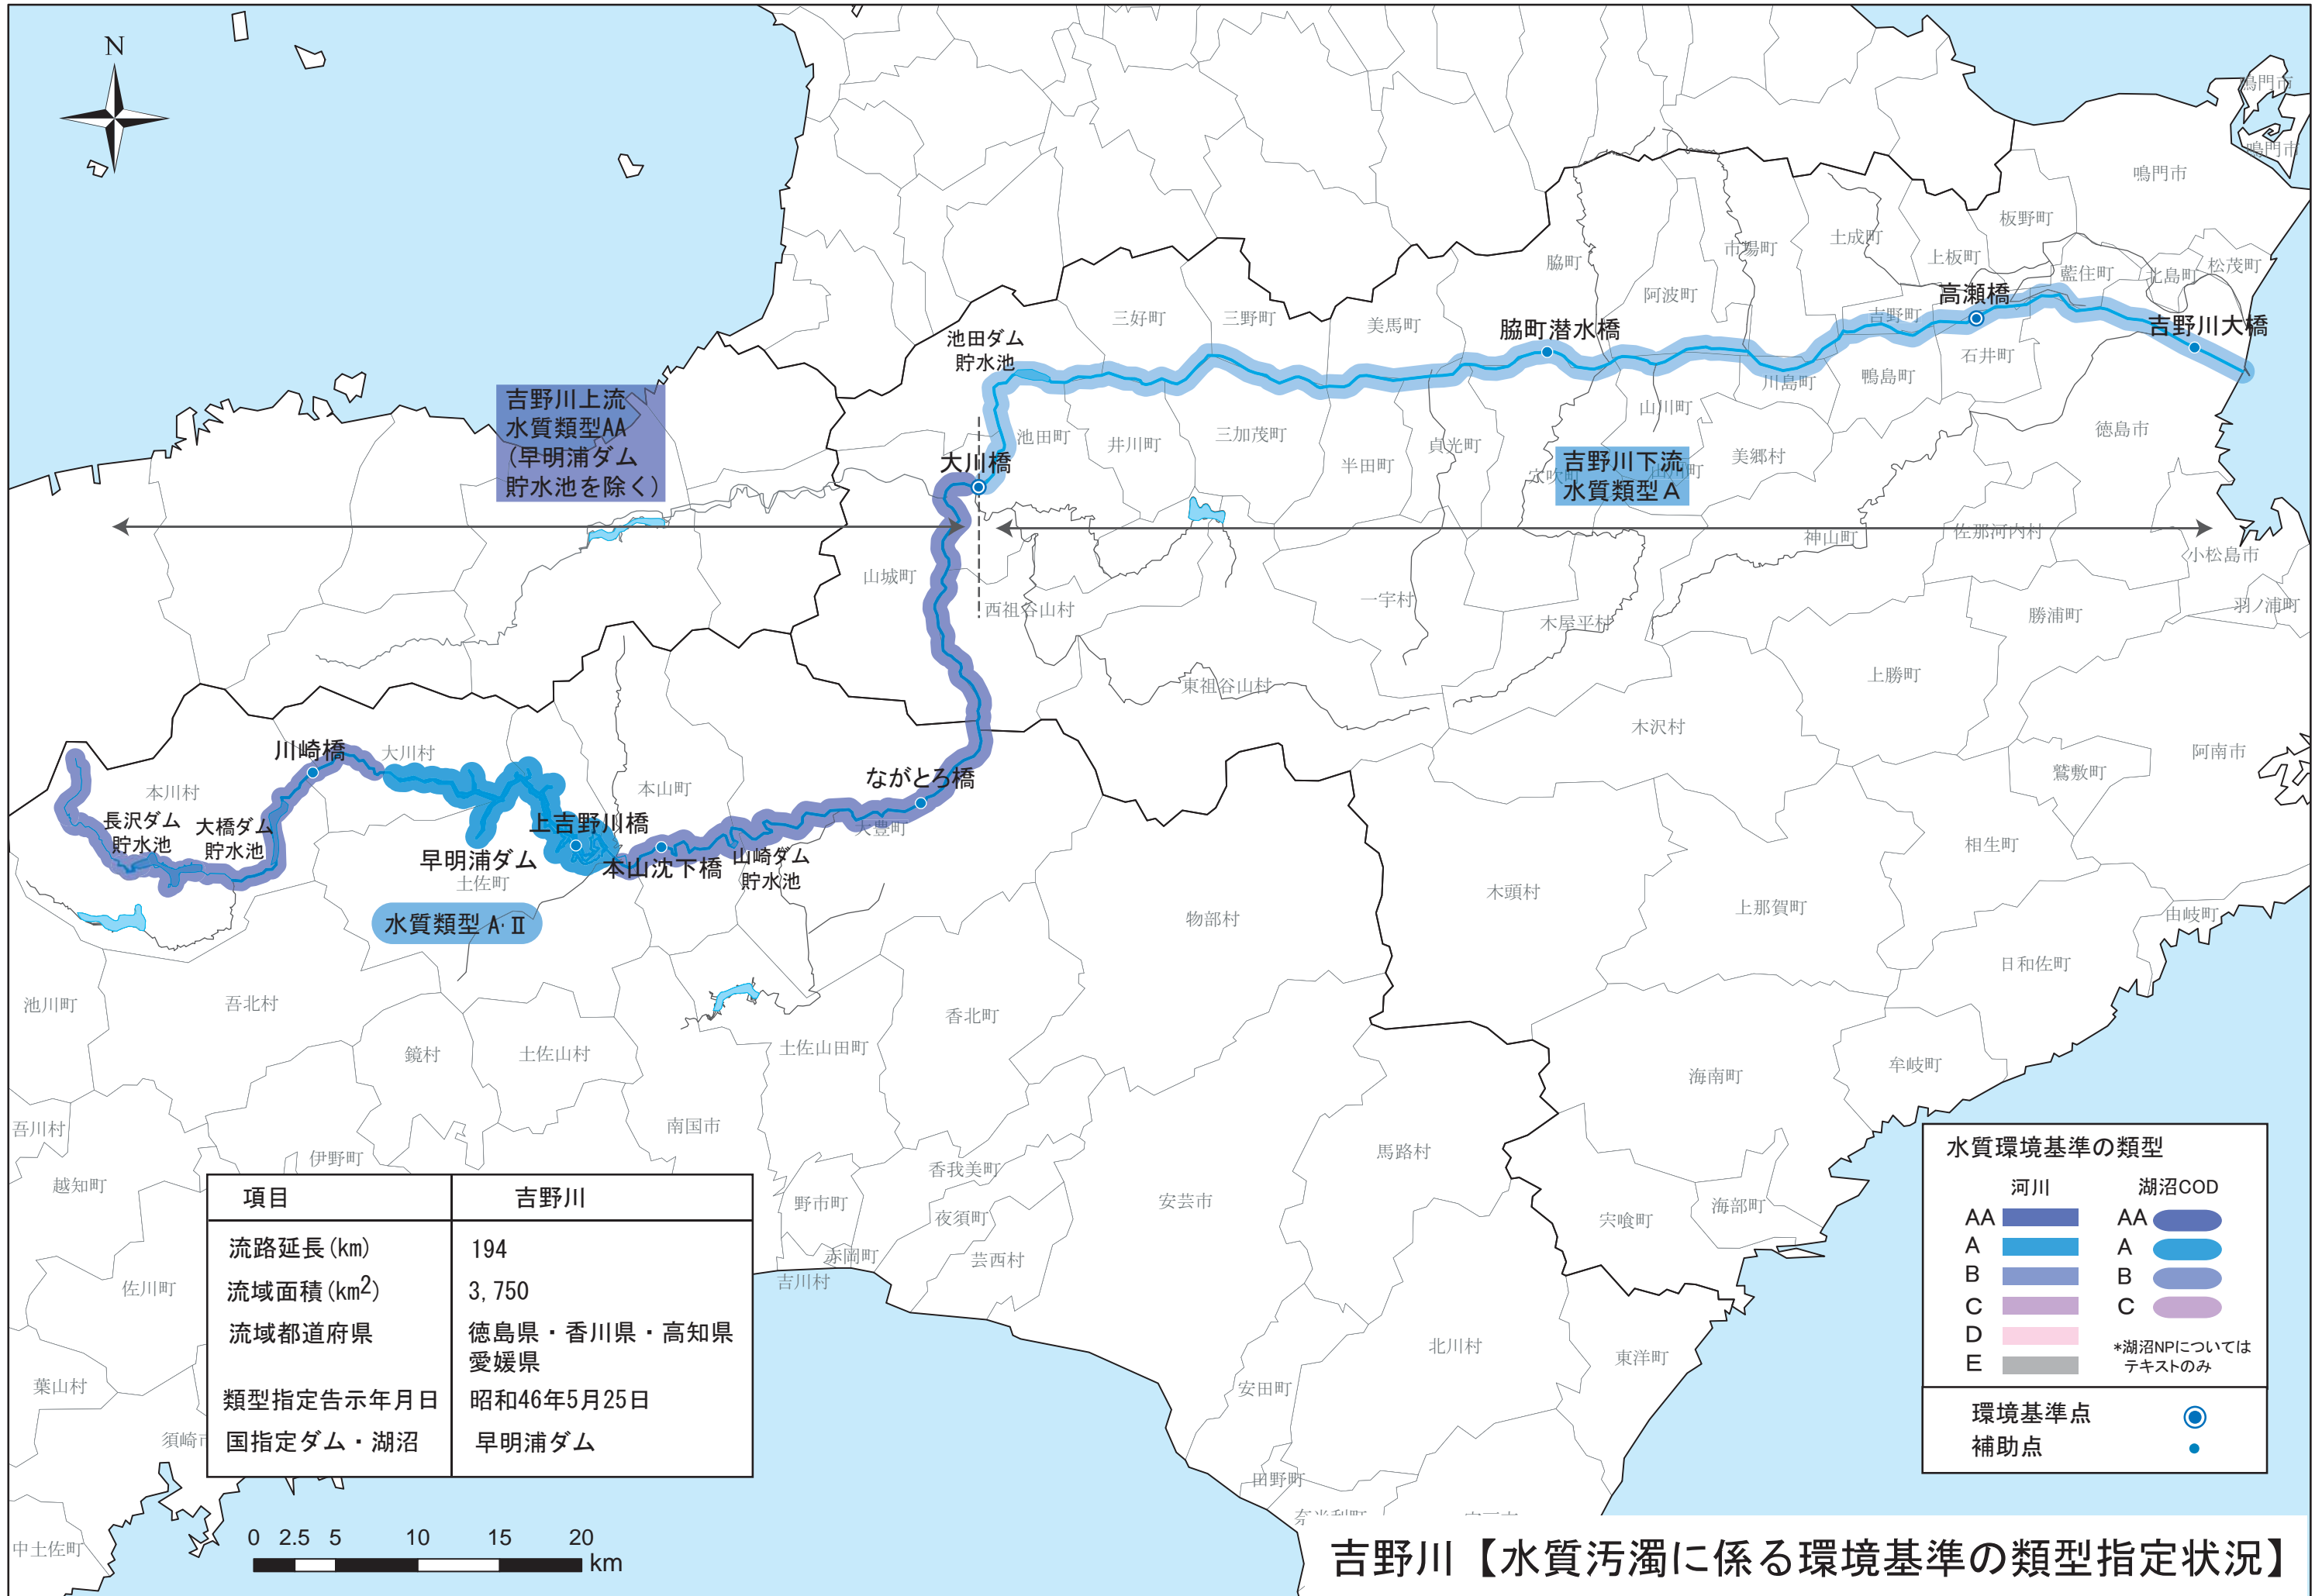 N
鳴門市
鳴門市
鳴門市
板野町
土成町
市場町
上板町
脇町
松茂町
藍住町
北島町
阿波町
高瀬橋
吉野町
三好町
三野町
美馬町
脇町潜水橋
吉野川大橋
池田ダム
貯水池
石井町
鴨島町
川島町
山川町
吉野川上流
水質類型AA
(早明浦ダム
貯水池を除く)
池田町
井川町
三加茂町
貞光町
半田町
徳島市
美郷村
大川橋
穴吹町
吉野川下流
水質類型A
神山町
佐那河内村
小松島市
山城町
西祖谷山村
一宇村
木屋平村
勝浦町
羽ノ浦町
上勝町
東祖谷山村
木沢村
阿南市
鷲敷町
川崎橋
大川村
本川村
本山町
ながとろ橋
長沢ダム
貯水池
大橋ダム
貯水池
上吉野川橋
大豊町
早明浦ダム
本山沈下橋
山崎ダム
貯水池
土佐町
水質類型 A・Ⅱ
相生町
木頭村
上那賀町
物部村
由岐町
日和佐町
池川町
吾北村
香北町
鏡村
土佐山村
土佐山田町
海南町
牟岐町
吾川村
南国市
伊野町
馬路村
香我美町
越知町
野市町
夜須町
安芸市
海部町
宍喰町
赤岡町
芸西村
吉川村
佐川町
北川村
東洋町
葉山村
安田町
須崎市
田野町
中土佐町
項目 吉野川
流路延長(km) 194
流域面積(km2) 3,750
流域都道府県 徳島県・香川県・高知県
愛媛県
類型指定告示年月日 昭和46年5月25日
国指定ダム・湖沼 早明浦ダム
水質環境基準の類型
河川 湖沼COD
AA AA
A A
B B
C C
D
E
*湖沼NPについては
テキストのみ
環境基準点
補助点
0 2.5 5 10 15 20
km
吉野川【水質汚濁に係る環境基準の類型指定状況】